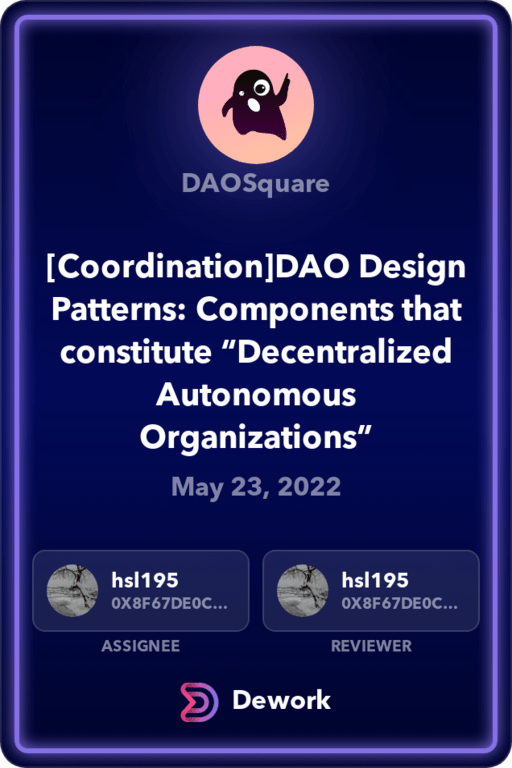 DAOSquare
[Coordination]DAO Design
Patterns: Components that
constitute “Decentralized
Autonomous
Organizations”
May 23, 2022
hsl195
0X8F67DE0C...
hsl195
0X8F67DE0C...
ASSIGNEE
REVIEWER
Dework